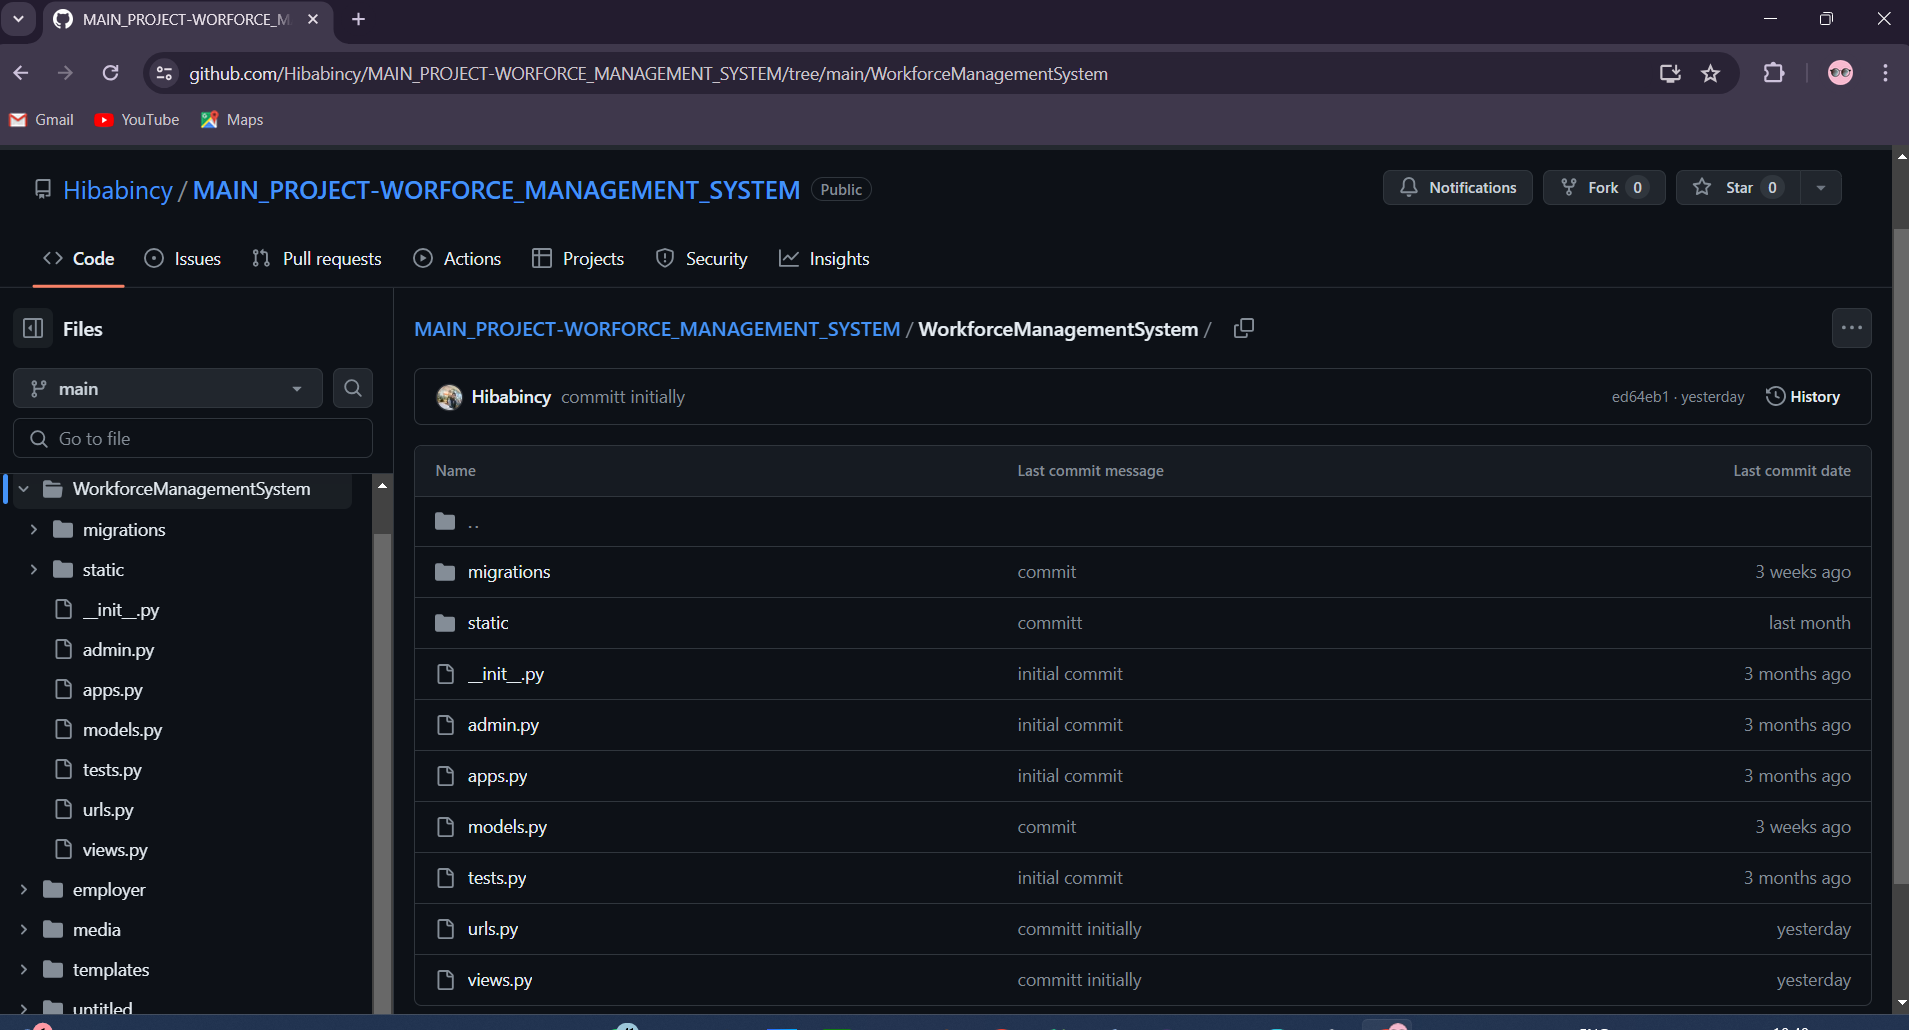 MAIN_PROJECT-WORFORCE_M
github.com/Hibabincy/MAIN_PROJECT-WORFORCE_MANAGEMENT_SYSTEM/tree/main/WorkforceManagementSystem
Gmail YouTube Maps
Hibabincy / MAIN_PROJECT-WORFORCE_MANAGEMENT_SYSTEM Public
Notifications Fork 0 Star 0
Code Issues Pull requests Actions Projects Security Insights
Files
main
Go to file
WorkforceManagementSystem
migrations
static
__init__.py
admin.py
apps.py
models.py
tests.py
urls.py
views.py
employer
media
templates
untitled
MAIN_PROJECT-WORFORCE_MANAGEMENT_SYSTEM / WorkforceManagementSystem /
Hibabincy committ initially ed64eb1 · yesterday History
Name Last commit message Last commit date
..
migrations commit 3 weeks ago
static committ last month
__init__.py initial commit 3 months ago
admin.py initial commit 3 months ago
apps.py initial commit 3 months ago
models.py commit 3 weeks ago
tests.py initial commit 3 months ago
urls.py committ initially yesterday
views.py committ initially yesterday